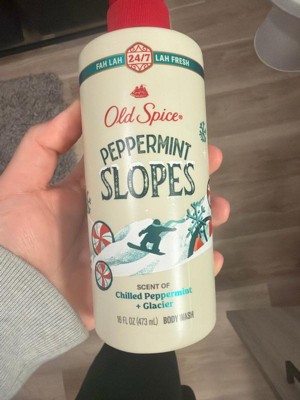 FAH LAH 24/7 LAH FRESH
Old Spice®
PEPPERMINT
SLOPES
SCENT OF
Chilled Peppermint
+ Glacier
16 FL OZ (473 mL) BODY WASH